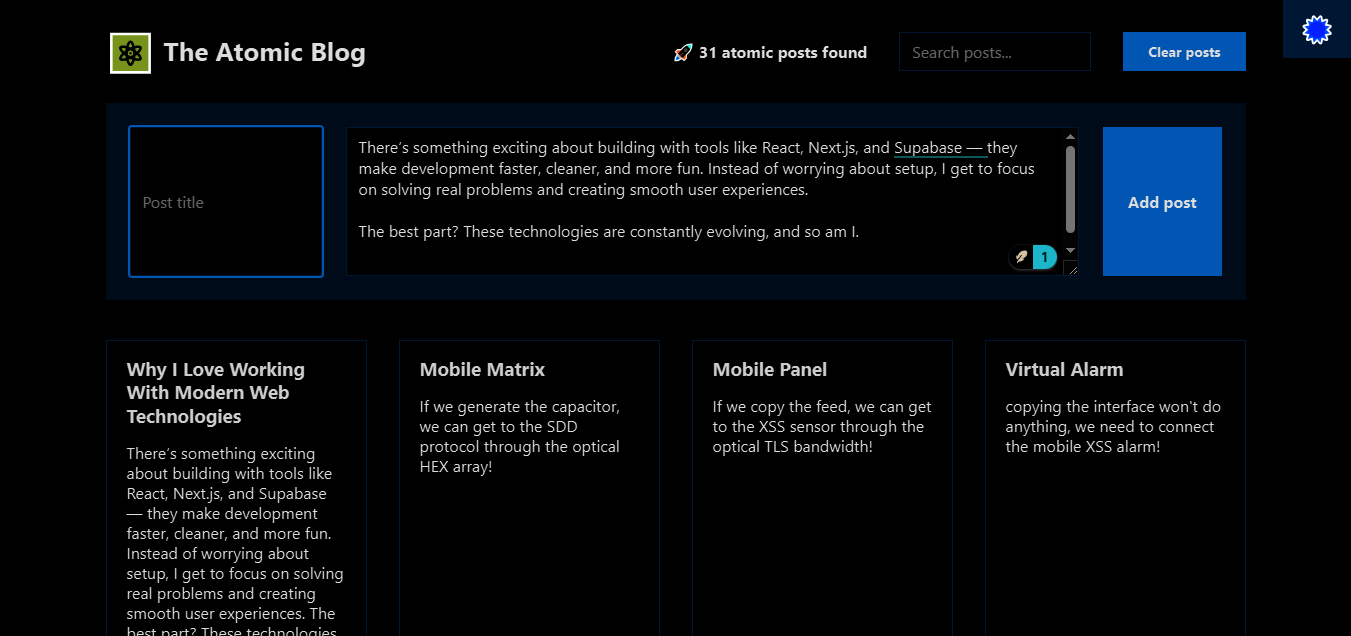 The Atomic Blog
🚀 31 atomic posts found
Search posts...
Clear posts
Post title
There’s something exciting about building with tools like React, Next.js, and Supabase — they
make development faster, cleaner, and more fun. Instead of worrying about setup, I get to focus
on solving real problems and creating smooth user experiences.
The best part? These technologies are constantly evolving, and so am I.
1
Add post
Why I Love Working
With Modern Web
Technologies
There’s something exciting
about building with tools like
React, Next.js, and Supabase
— they make development
faster, cleaner, and more fun.
Instead of worrying about
setup, I get to focus on solving
real problems and creating
smooth user experiences. The
best part? These technologies
Mobile Matrix
If we generate the capacitor,
we can get to the SDD
protocol through the optical
HEX array!
Mobile Panel
If we copy the feed, we can get
to the XSS sensor through the
optical TLS bandwidth!
Virtual Alarm
copying the interface won't do
anything, we need to connect
the mobile XSS alarm!